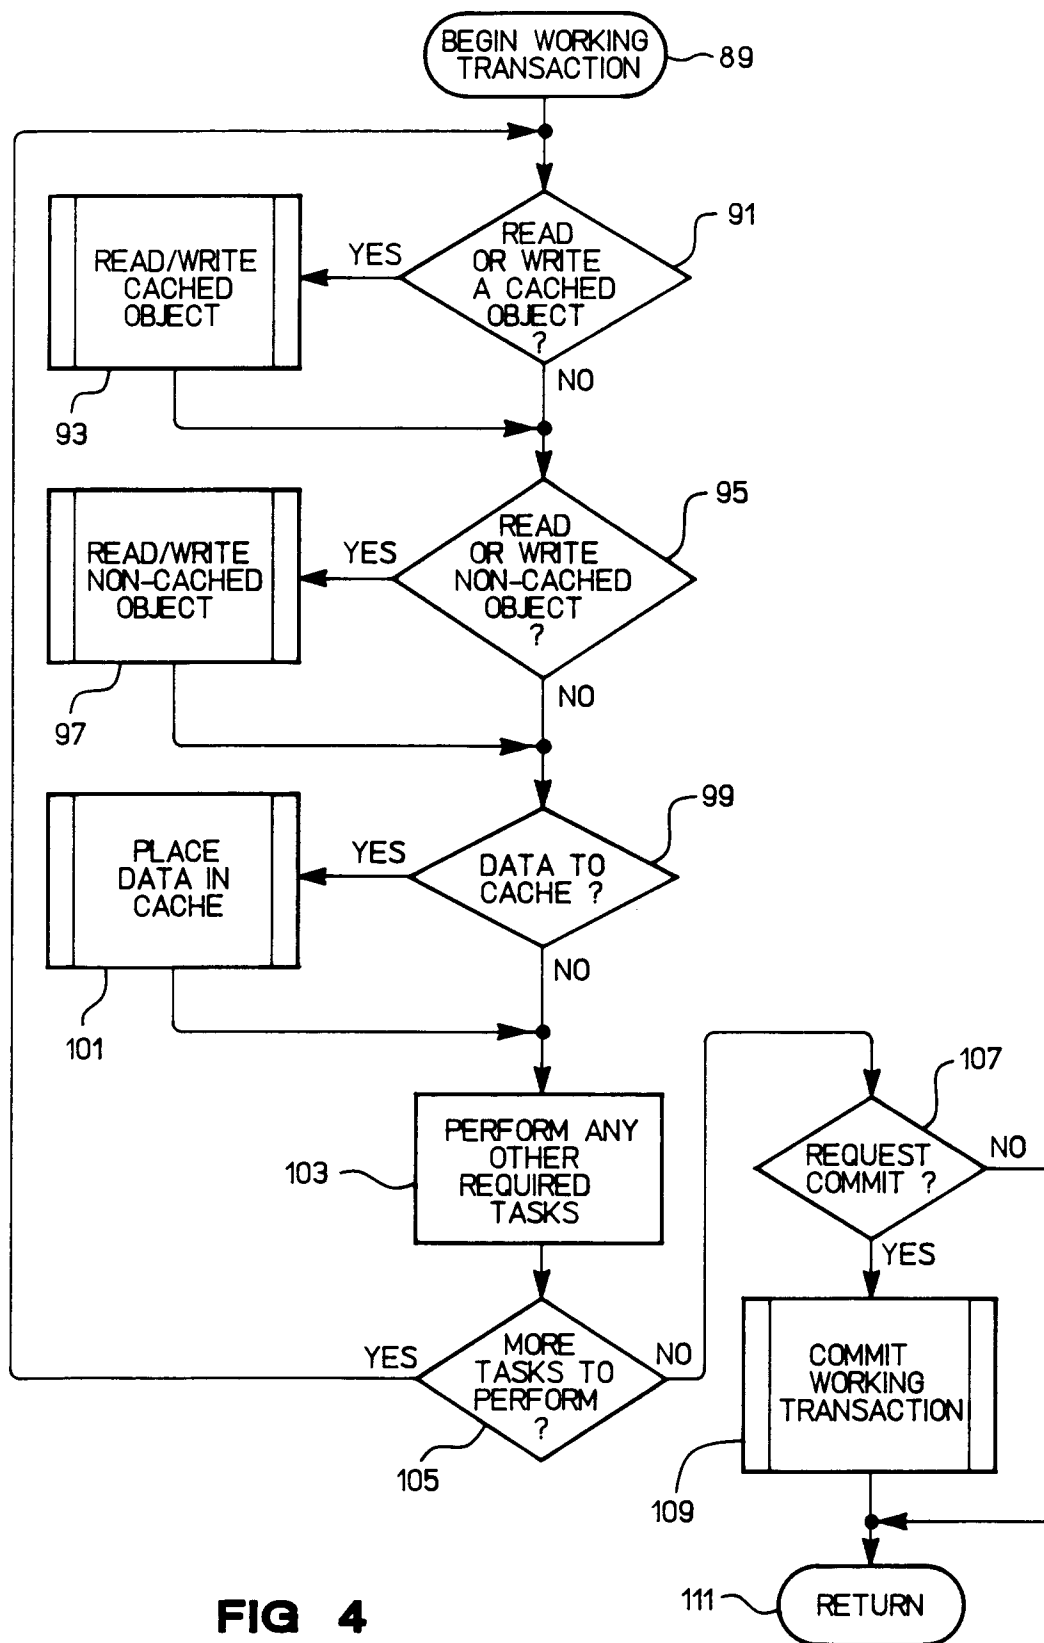 BEGIN WORKING
TRANSACTION
89
READ
OR WRITE
A CACHED
OBJECT
?
91
YES
NO
READ/WRITE
CACHED
OBJECT
93
READ
OR WRITE
NON-CACHED
OBJECT
?
95
YES
NO
READ/WRITE
NON-CACHED
OBJECT
97
DATA TO
CACHE ?
99
YES
NO
PLACE
DATA IN
CACHE
101
PERFORM ANY
OTHER
REQUIRED
TASKS
103
MORE
TASKS TO
PERFORM
?
105
YES
NO
REQUEST
COMMIT ?
107
NO
YES
COMMIT
WORKING
TRANSACTION
109
RETURN
111
FIG 4